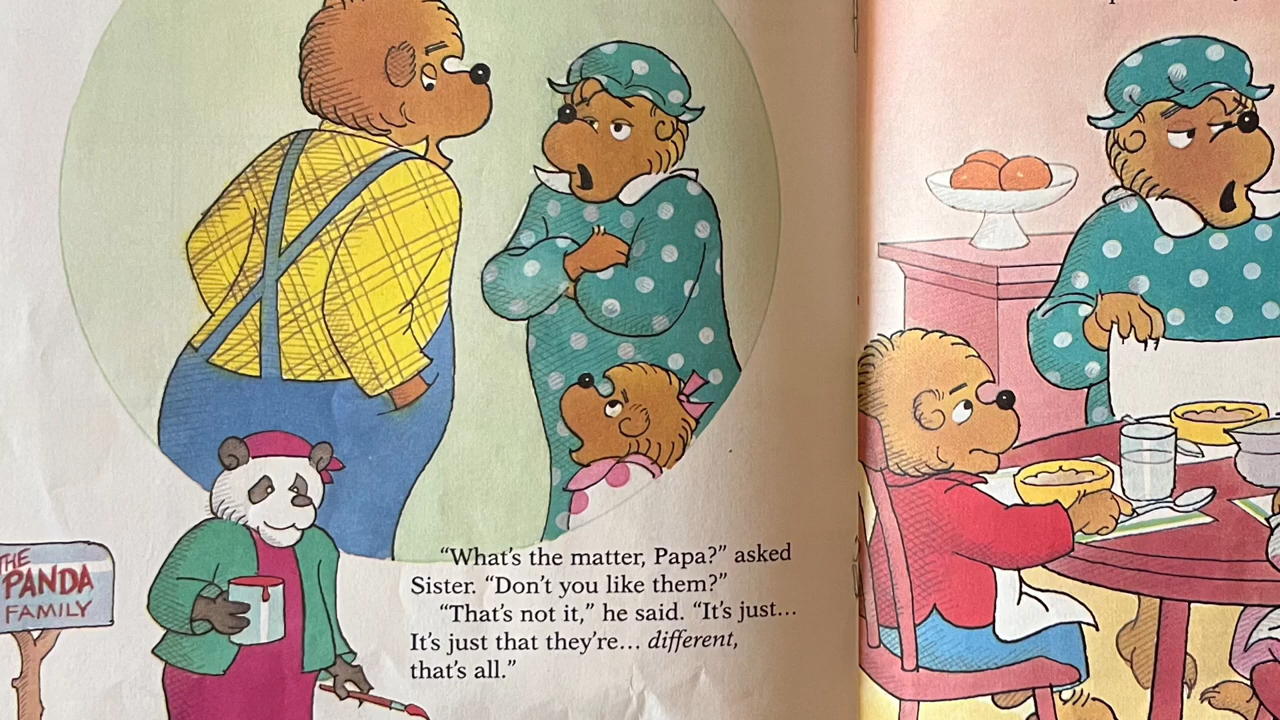 THE
PANDA
FAMILY
“What’s the matter, Papa?” asked
Sister. “Don’t you like them?”
“That’s not it,” he said. “It’s just...
It’s just that they’re... different,
that’s all.”